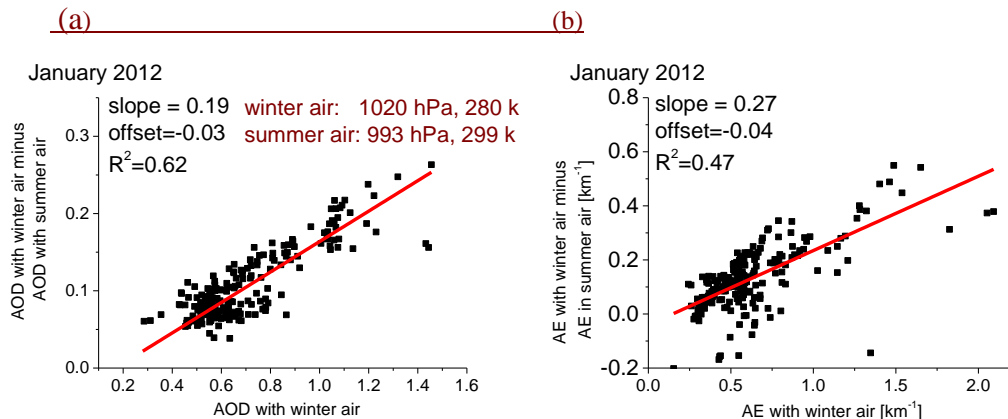 (a)
January 2012
slope = 0.19
offset=-0.03
R²=0.62
winter air: 1020 hPa, 280 k
summer air: 993 hPa, 299 k
AOD with winter air minus
AOD with summer air
0.3
0.2
0.1
0.0
0.2 0.4 0.6 0.8 1.0 1.2 1.4 1.6
AOD with winter air
(b)
January 2012
slope = 0.27
offset=-0.04
R²=0.47
AE with winter air minus
AE in summer air [km⁻¹]
0.8
0.6
0.4
0.2
0.0
-0.2
0.0 0.5 1.0 1.5 2.0
AE with winter air [km⁻¹]